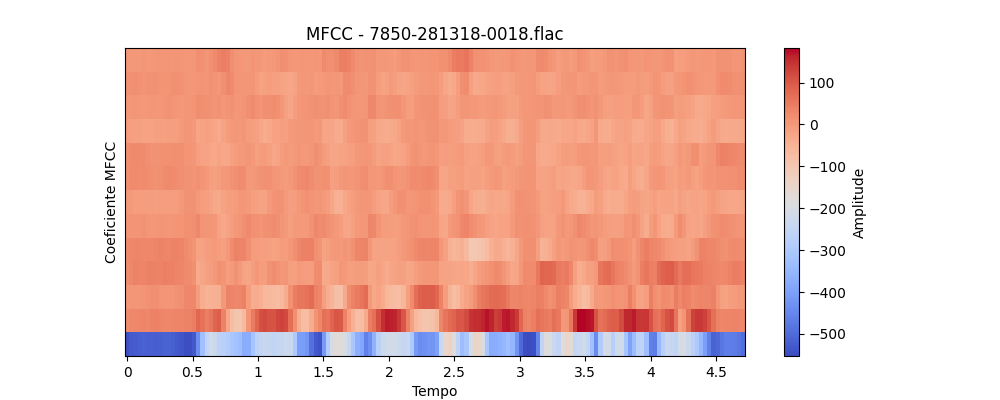 MFCC - 7850-281318-0018.flac
Coeficiente MFCC
0 0.5 1 1.5 2 2.5 3 3.5 4 4.5
Tempo
100
0
−100
−200
−300
−400
−500
Amplitude